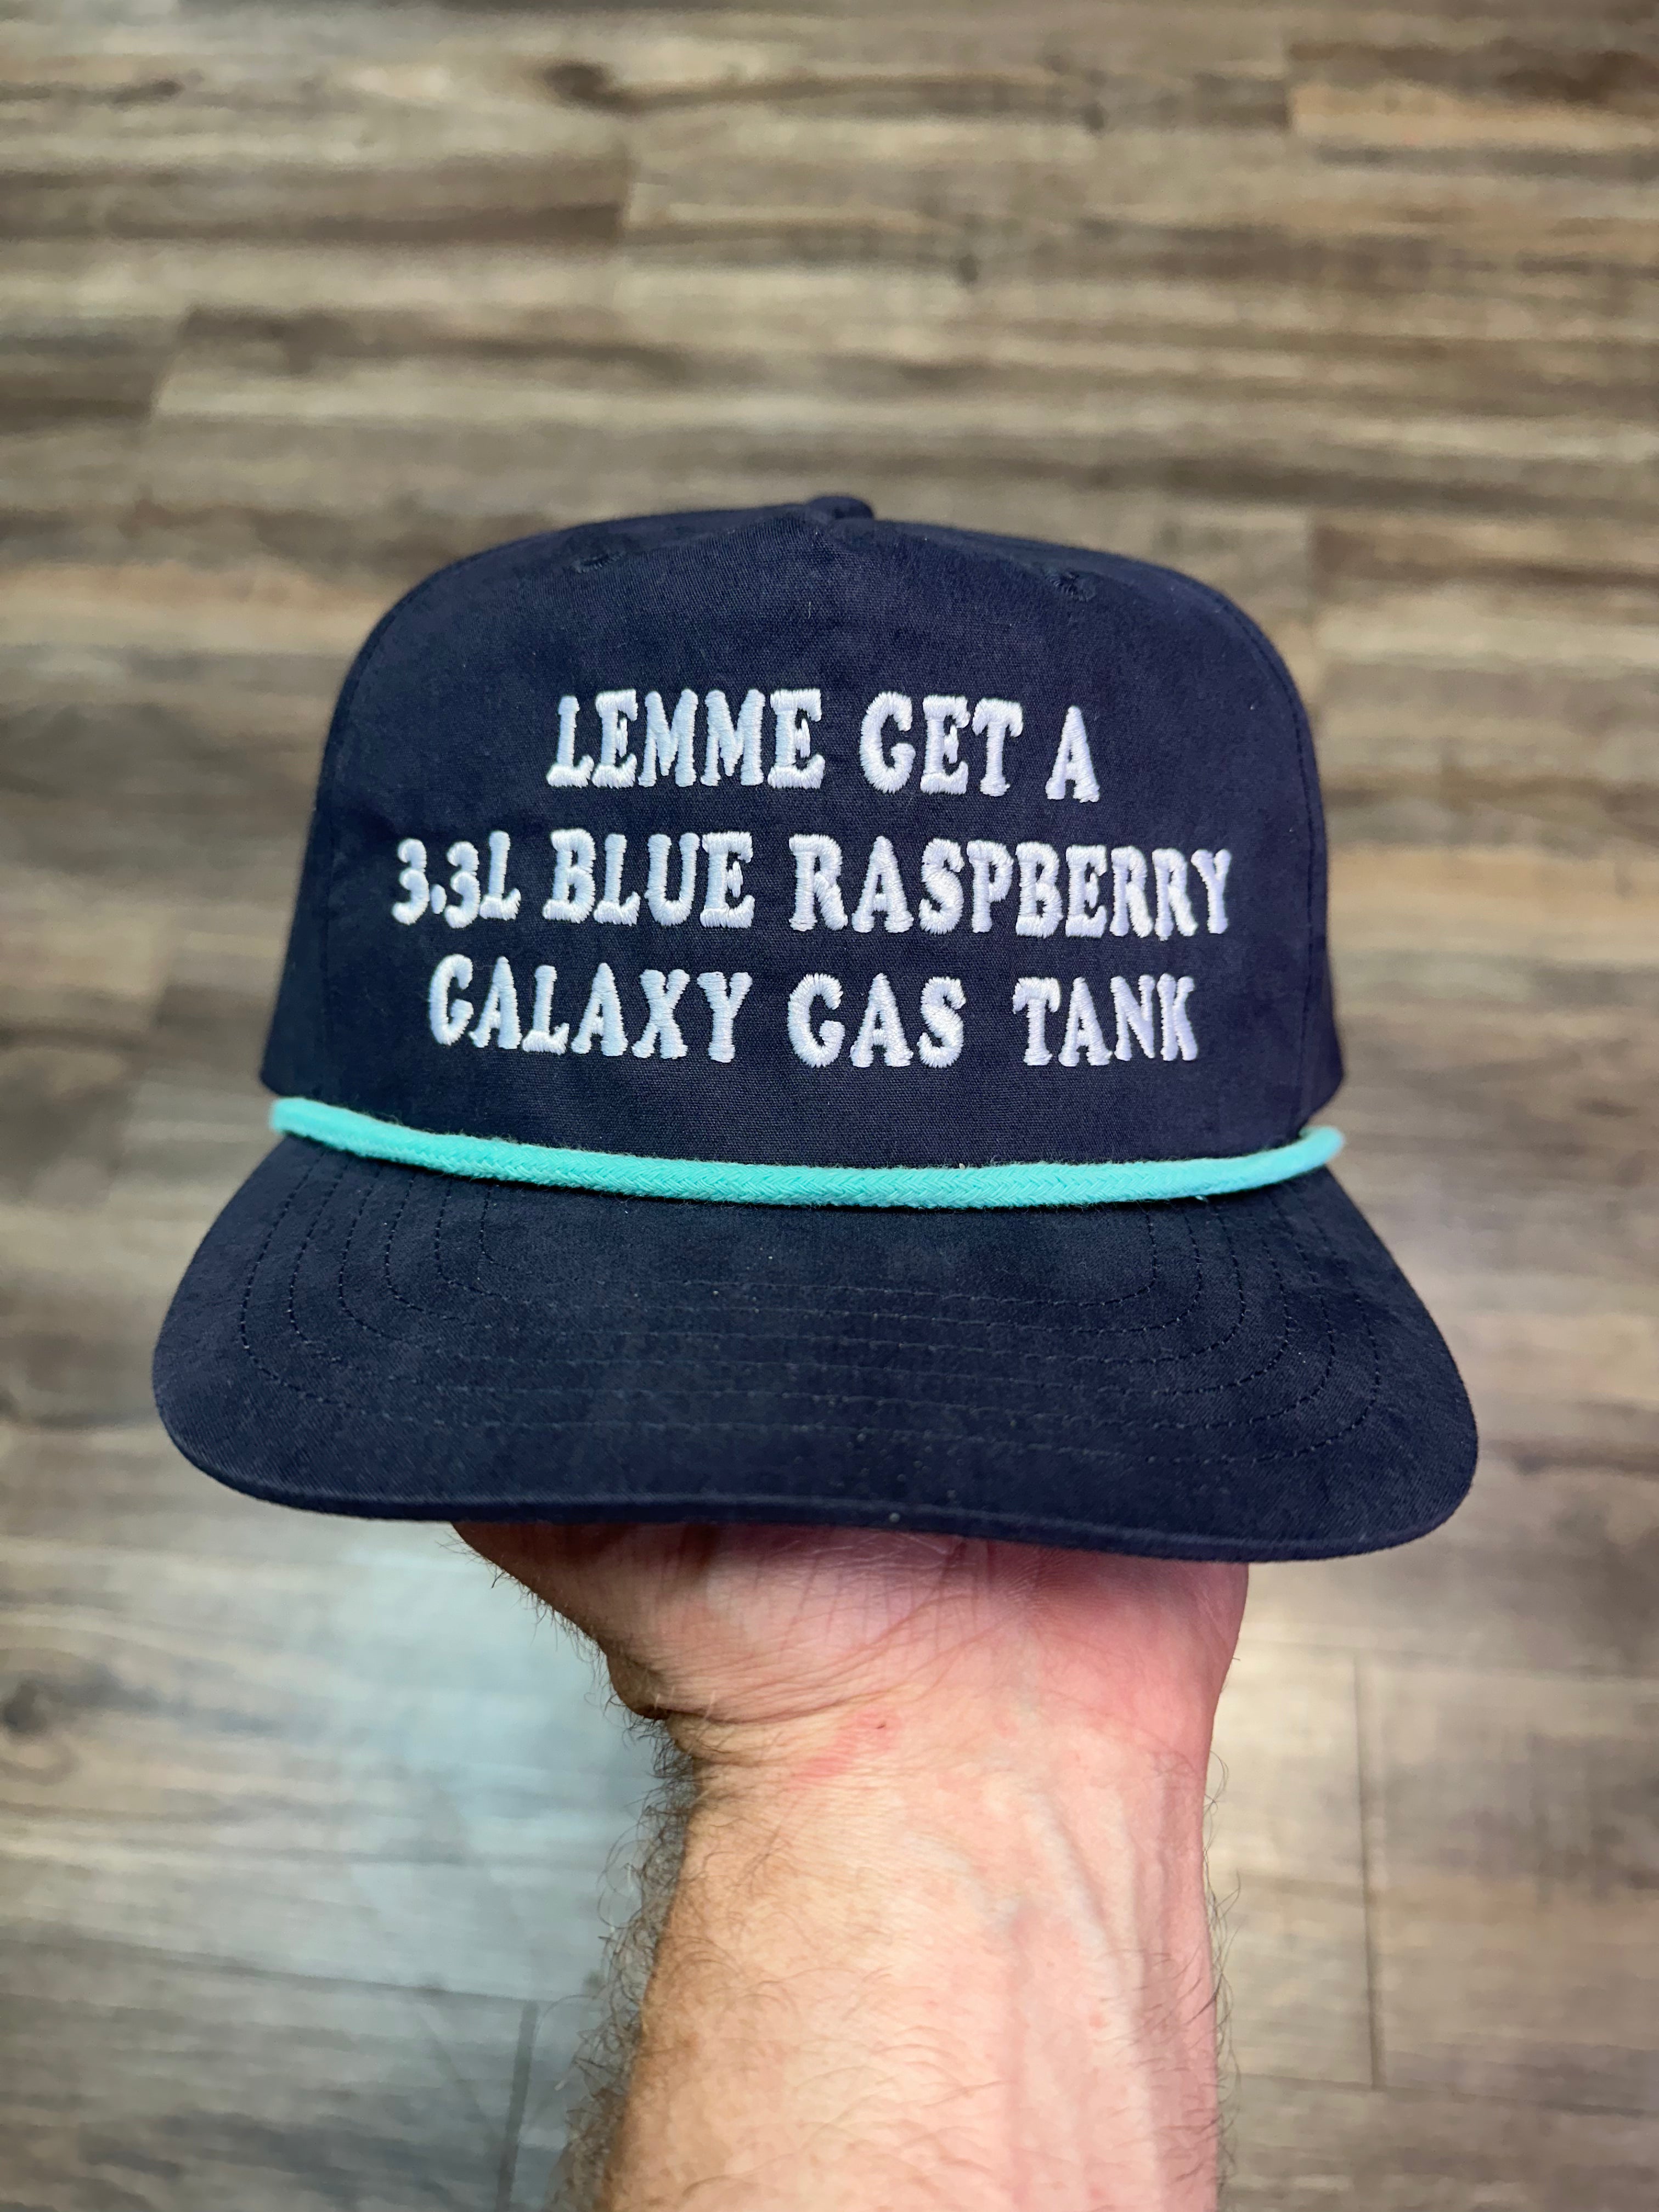 LEMME GET A
3.3L BLUE RASPBERRY
GALAXY GAS TANK